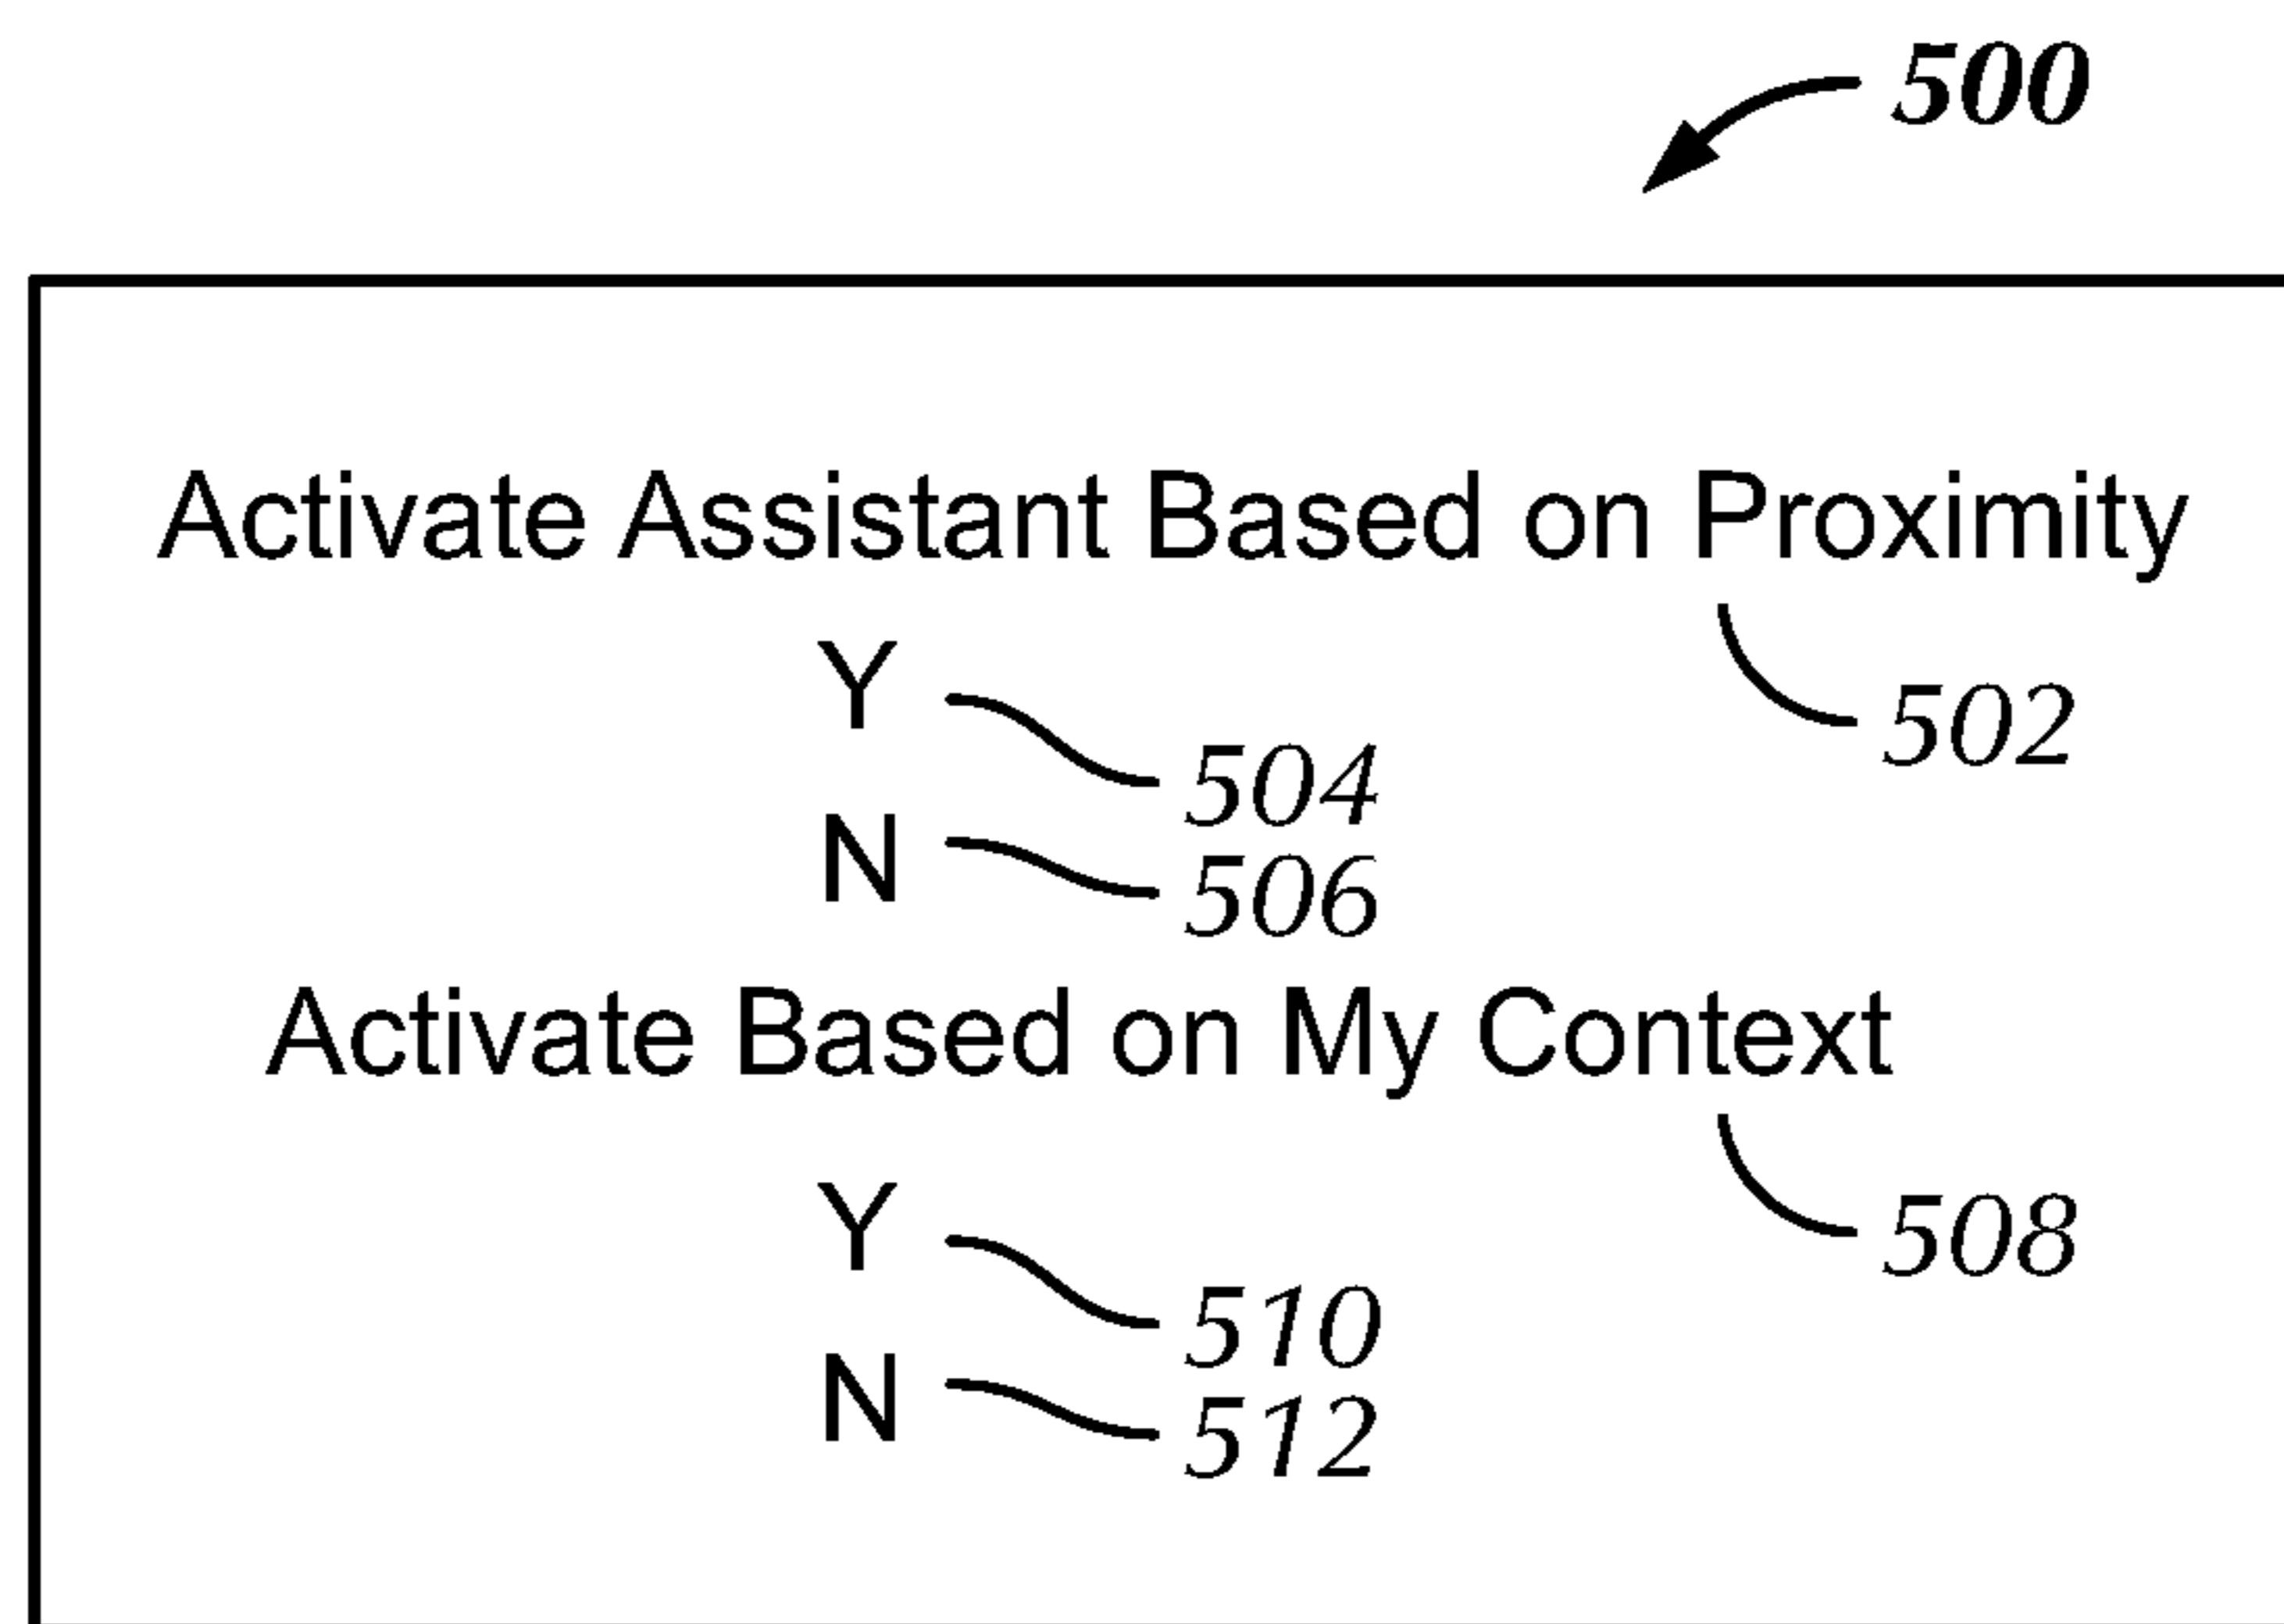 500
Activate Assistant Based on Proximity
502
Y
504
N
506
Activate Based on My Context
508
Y
510
N
512